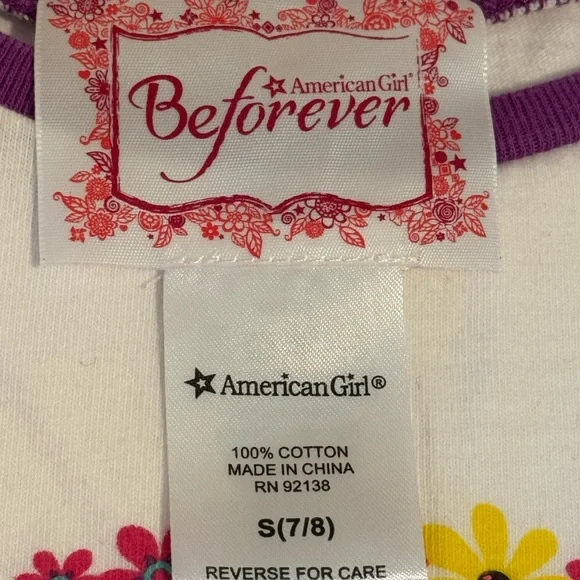 American Girl®
Beforever
American Girl®
100% COTTON
MADE IN CHINA
RN 92138
S(7/8)
REVERSE FOR CARE